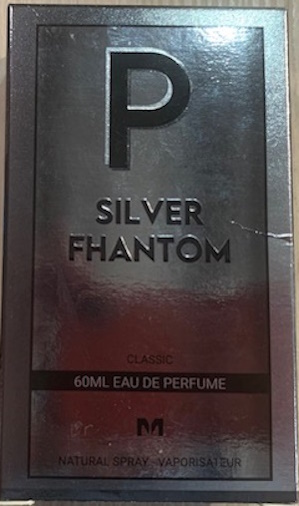 P
SILVER
FHANTOM
CLASSIC
60ML EAU DE PERFUME
M
NATURAL SPRAY - VAPORISATEUR